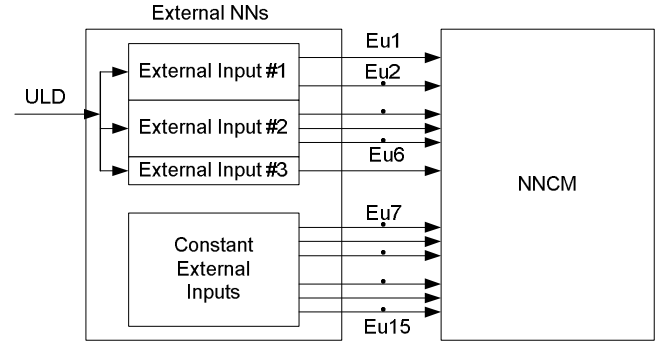 External NNs
Eu1
External Input #1
Eu2
ULD
External Input #2
Eu6
External Input #3
NNCM
Eu7
Constant
External
Inputs
Eu15